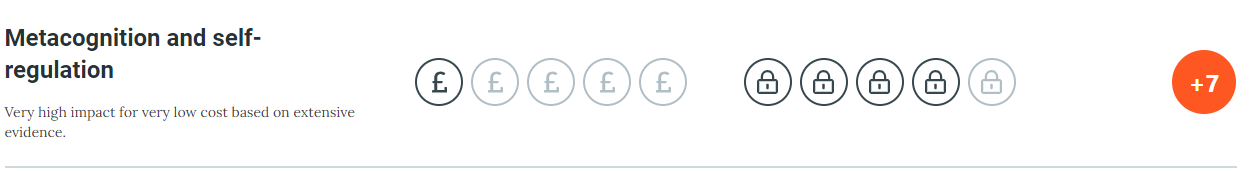 Metacognition and self-
regulation
£ £ £ £ £
+7
Very high impact for very low cost based on extensive
evidence.